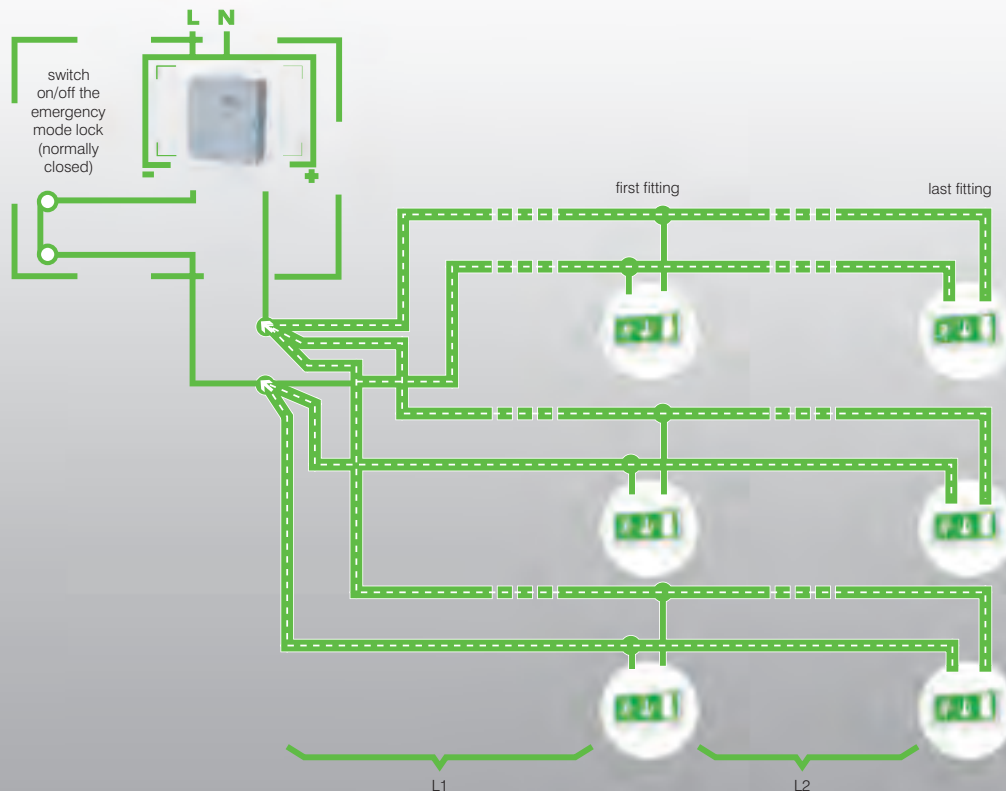 L N
switch
on/off the
emergency
mode lock
(normally
closed)
-
+
first fitting
last fitting
L1
L2